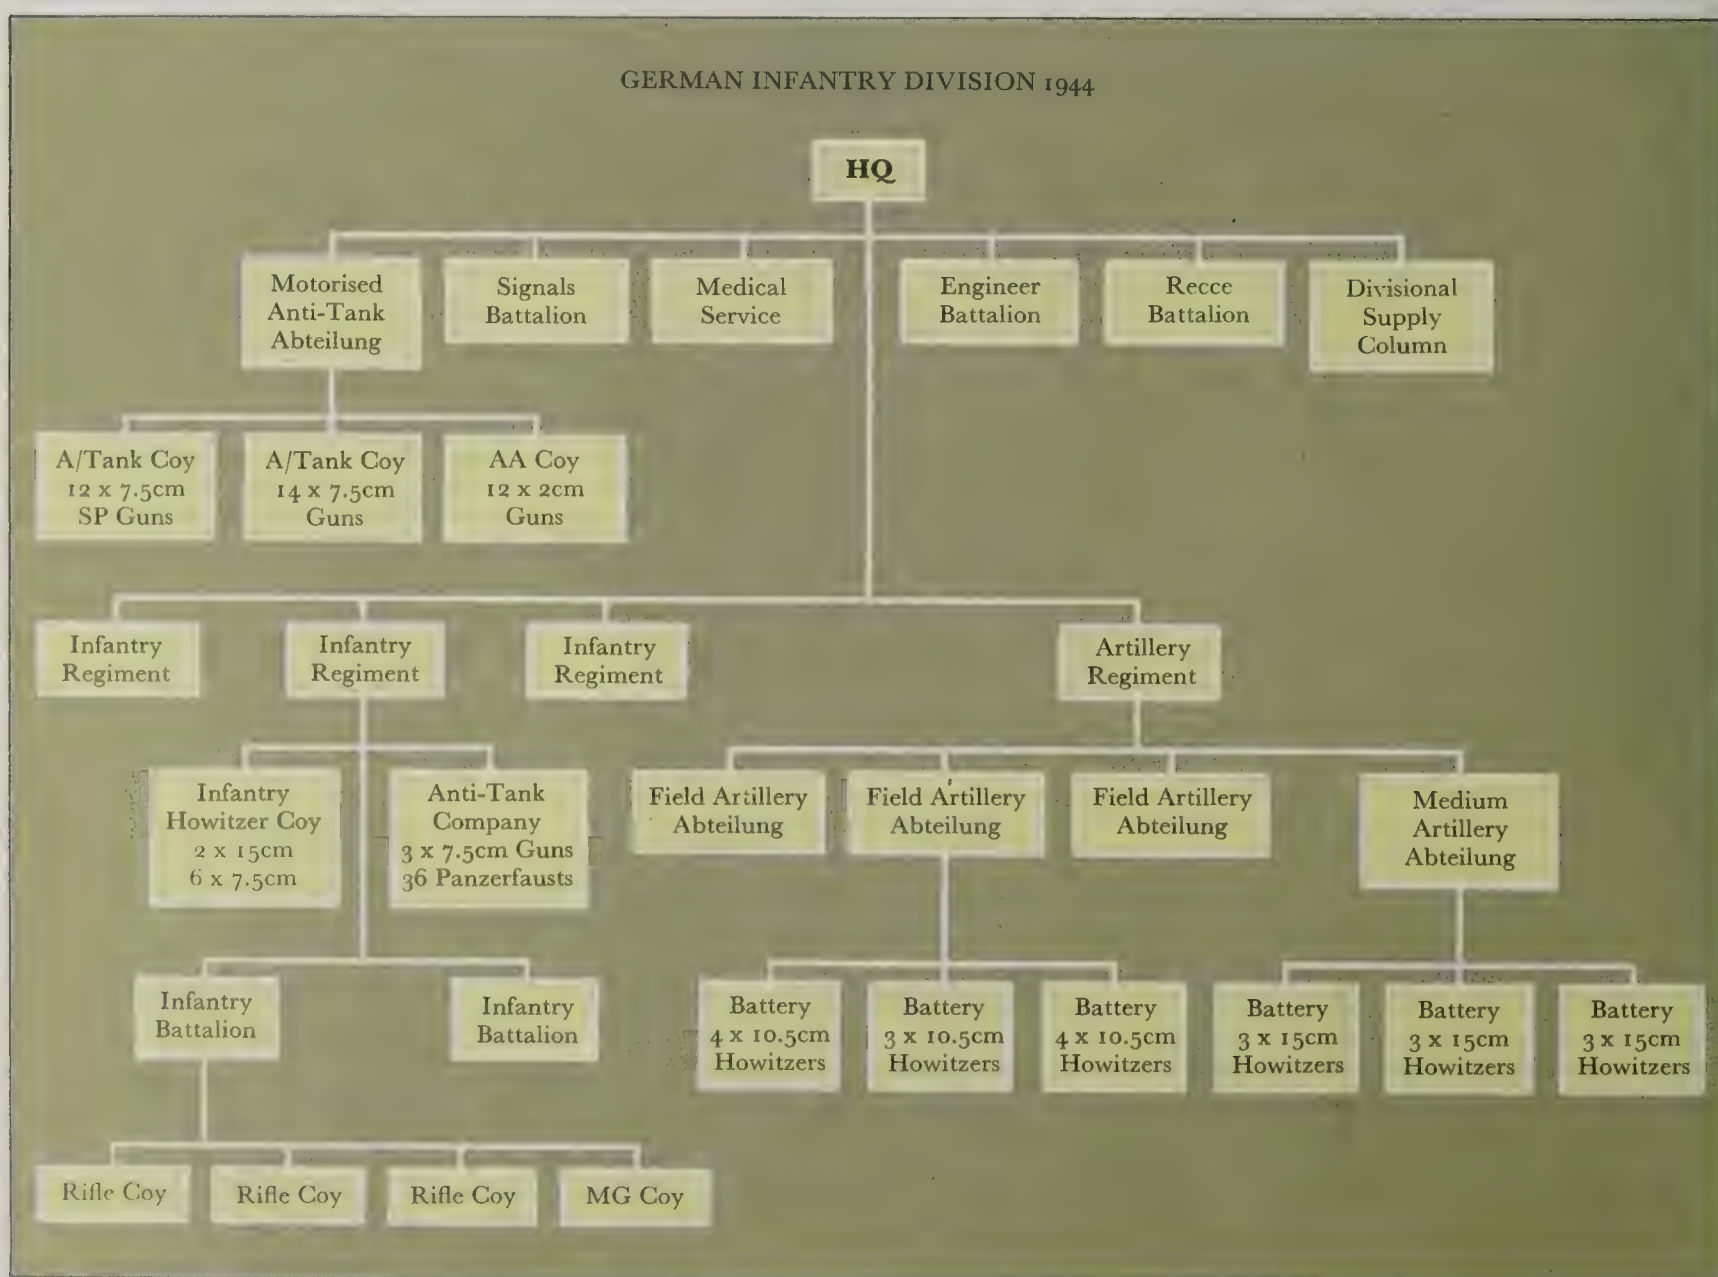 GERMAN INFANTRY DIVISION 1944
HQ
Motorised
Anti-Tank
Abteilung
Signals
Battalion
Medical
Service
Engineer
Battalion
Recce
Battalion
Divisional
Supply
Column
A/Tank Coy
12 x 7.5cm
SP Guns
A/Tank Coy
14 x 7.5cm
Guns
AA Coy
12 x 2cm
Guns
Infantry
Regiment
Infantry
Regiment
Infantry
Regiment
Artillery
Regiment
Infantry
Howitzer Coy
2 x 15cm
6 x 7.5cm
Anti-Tank
Company
3 x 7.5cm Guns
36 Panzerfausts
Field Artillery
Abteilung
Field Artillery
Abteilung
Field Artillery
Abteilung
Medium
Artillery
Abteilung
Infantry
Battalion
Infantry
Battalion
Battery
4 x 10.5cm
Howitzers
Battery
3 x 10.5cm
Howitzers
Battery
4 x 10.5cm
Howitzers
Battery
3 x 15cm
Howitzers
Battery
3 x 15cm
Howitzers
Battery
3 x 15cm
Howitzers
Rifle Coy
Rifle Coy
Rifle Coy
MG Coy